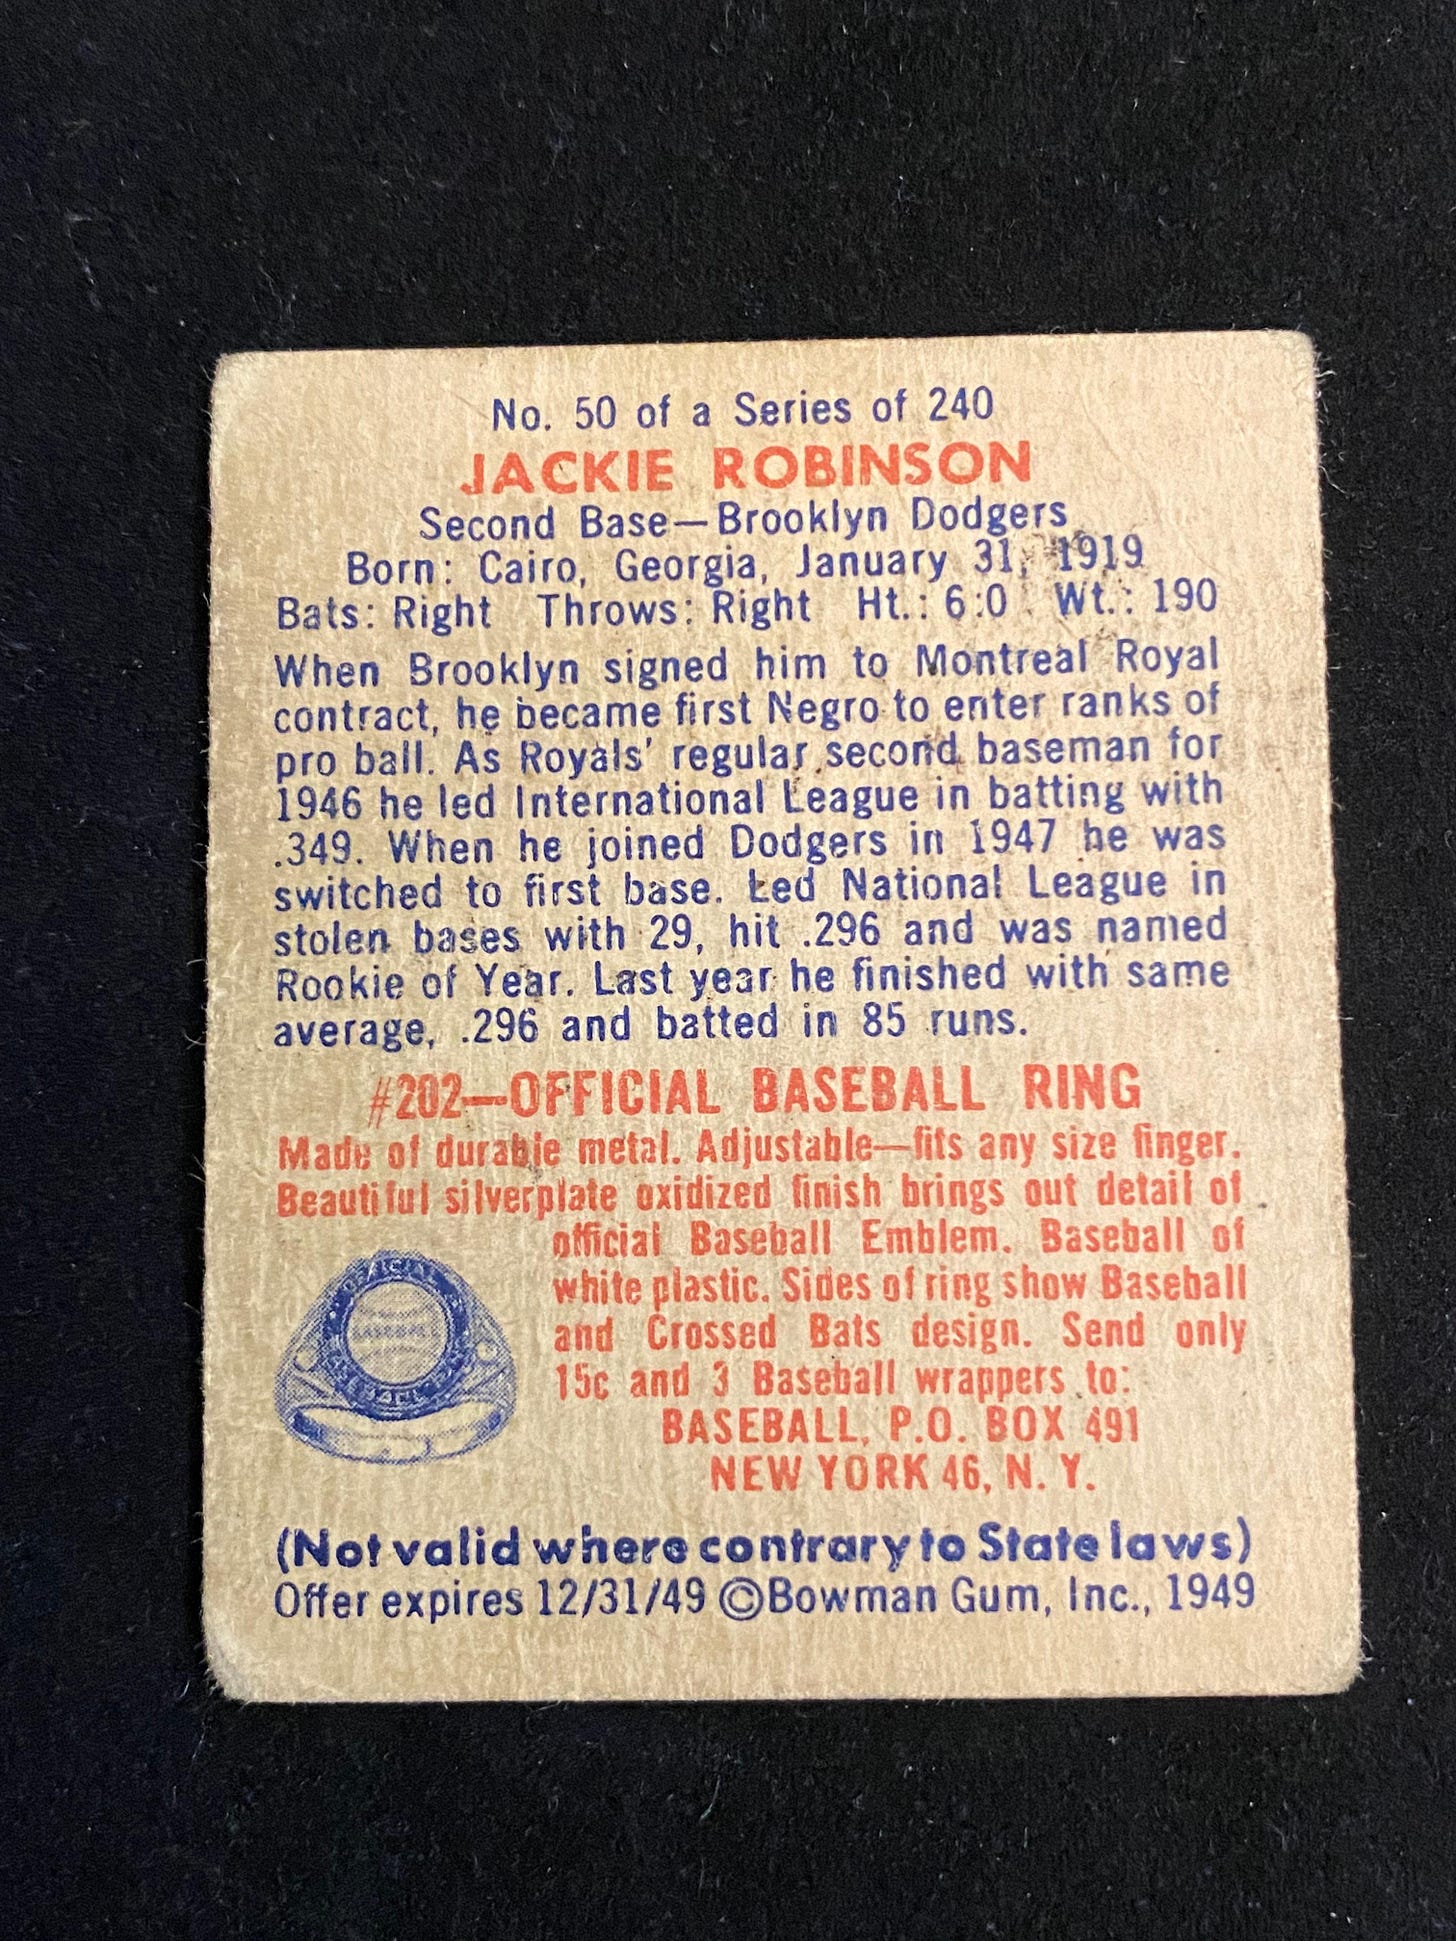 No. 50 of a Series of 240
JACKIE ROBINSON
Second Base—Brooklyn Dodgers
Born: Cairo, Georgia, January 31, 1919
Bats: Right Throws: Right Ht.: 6:0 Wt.: 190
When Brooklyn signed him to Montreal Royal
contract, he became first Negro to enter ranks of
pro ball. As Royals' regular second baseman for
1946 he led International League in batting with
.349. When he joined Dodgers in 1947 he was
switched to first base. Led National League in
stolen bases with 29, hit .296 and was named
Rookie of Year. Last year he finished with same
average, .296 and batted in 85 runs.
#202—OFFICIAL BASEBALL RING
Made of durable metal. Adjustable—fits any size finger.
Beautiful silverplate oxidized finish brings out detail of
official Baseball Emblem. Baseball of
white plastic. Sides of ring show Baseball
and Crossed Bats design. Send only
15c and 3 Baseball wrappers to:
BASEBALL, P.O. BOX 491
NEW YORK 46, N. Y.
OFFICIAL
BASEBALL
(Not valid where contrary to State laws)
Offer expires 12/31/49 ©Bowman Gum, Inc., 1949